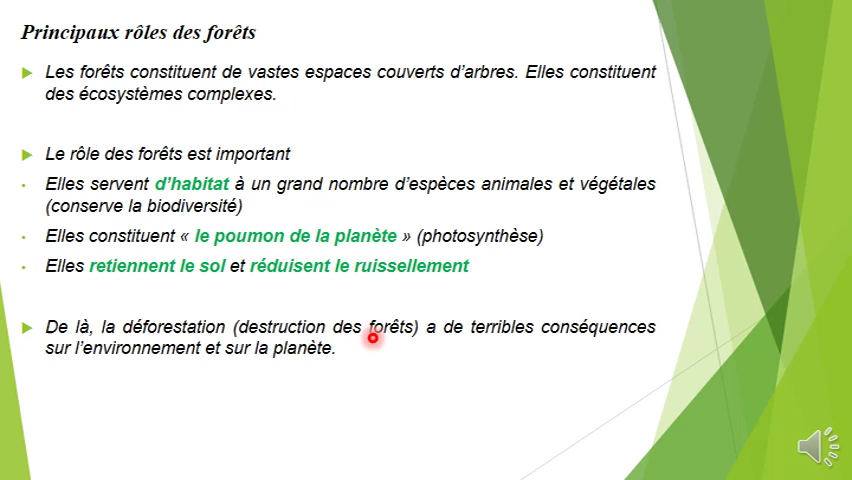 Principaux rôles des forêts
Les forêts constituent de vastes espaces couverts d’arbres. Elles constituent
des écosystèmes complexes.
Le rôle des forêts est important
Elles servent d’habitat à un grand nombre d’espèces animales et végétales
(conserve la biodiversité)
Elles constituent « le poumon de la planète » (photosynthèse)
Elles retiennent le sol et réduisent le ruissellement
De là, la déforestation (destruction des forêts) a de terribles conséquences
sur l’environnement et sur la planète.